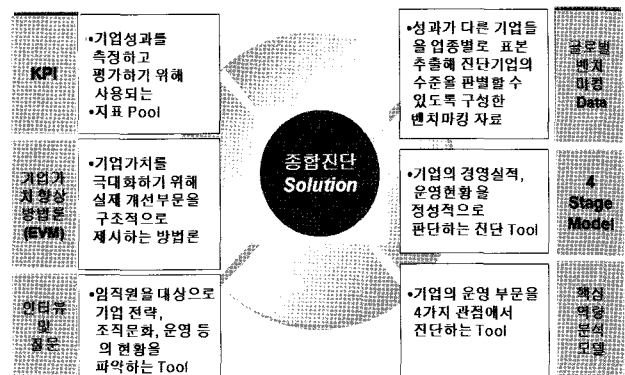 KPI
•기업성과를
측정하고
평가하기 위해
사용되는
•지표 Pool
기업가
치 향상
방법론
(EVM)
•기업가치를
극대화하기 위해
실제 개선부문을
구조적으로
제시하는 방법론
인터뷰
및
질문
•임직원을 대상으로
기업 전략,
조직문화, 운영 등
의 현황을
파악하는 Tool
종합진단
Solution
•성과가 다른 기업들
을 업종별로 표본
추출해 진단기업의
수준을 판별할 수
있도록 구성한
벤치마킹 자료
글로벌
벤치
마킹
Data
•기업의 경영실적,
운영현황을
정성적으로
판단하는 진단 Tool
4
Stage
Model
•기업의 운영 부문을
4가지 관점에서
진단하는 Tool
핵심
역량
분석
모델